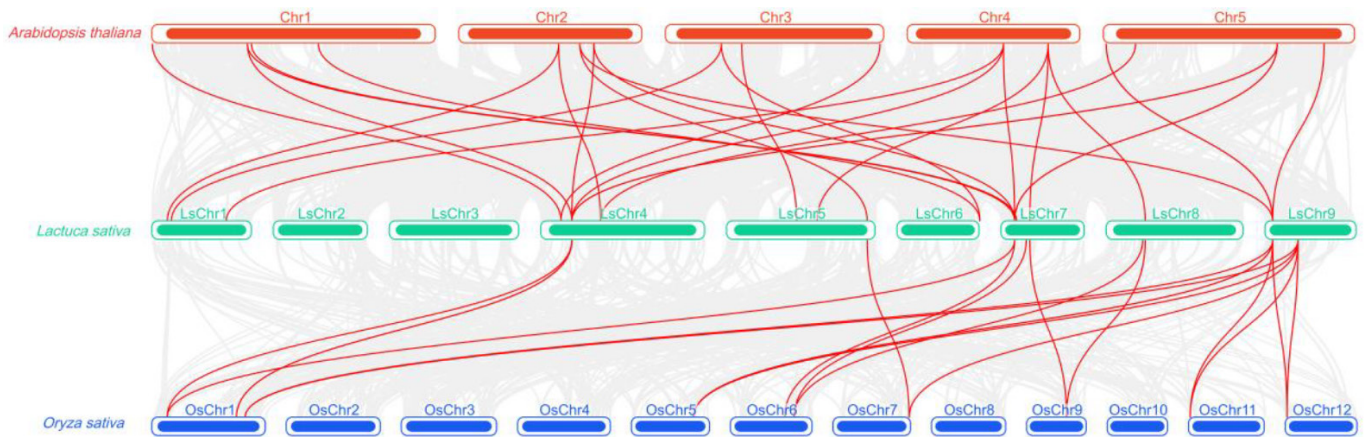 Chr1 Chr2 Chr3 Chr4 Chr5
Arabidopsis thaliana
LsChr1 LsChr2 LsChr3 LsChr4 LsChr5 LsChr6 LsChr7 LsChr8 LsChr9
Lactuca sativa
OsChr1 OsChr2 OsChr3 OsChr4 OsChr5 OsChr6 OsChr7 OsChr8 OsChr9 OsChr10 OsChr11 OsChr12
Oryza sativa